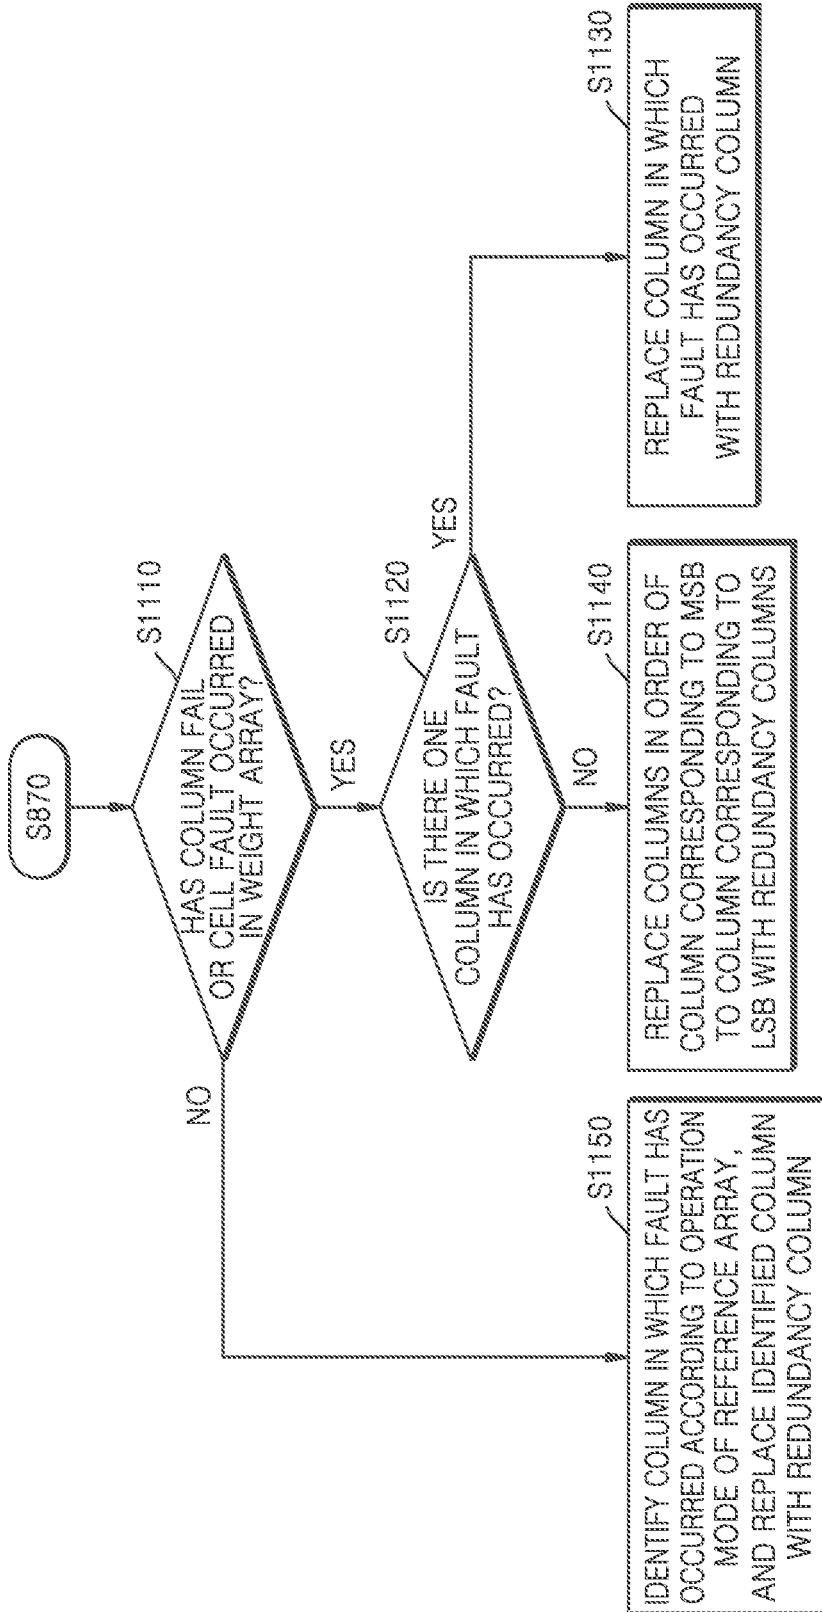 S870
S1110
HAS COLUMN FAIL
OR CELL FAULT OCCURRED
IN WEIGHT ARRAY?
NO
YES
S1120
IS THERE ONE
COLUMN IN WHICH FAULT
HAS OCCURRED?
YES
NO
S1150
IDENTIFY COLUMN IN WHICH FAULT HAS
OCCURRED ACCORDING TO OPERATION
MODE OF REFERENCE ARRAY,
AND REPLACE IDENTIFIED COLUMN
WITH REDUNDANCY COLUMN
S1140
REPLACE COLUMNS IN ORDER OF
COLUMN CORRESPONDING TO MSB
TO COLUMN CORRESPONDING TO
LSB WITH REDUNDANCY COLUMNS
S1130
REPLACE COLUMN IN WHICH
FAULT HAS OCCURRED
WITH REDUNDANCY COLUMN